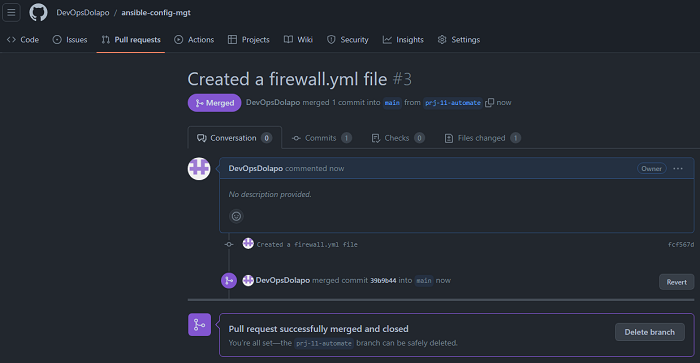 DevOpsDolapo / ansible-config-mgt
Code Issues Pull requests Actions Projects Wiki Security Insights Settings
Created a firewall.yml file #3
Merged DevOpsDolapo merged 1 commit into main from prj-11-automate now
Conversation 0 Commits 1 Checks 0 Files changed 1
DevOpsDolapo commented now Owner ...
No description provided.
Created a firewall.yml file fcf567d
DevOpsDolapo merged commit 39b9b44 into main now Revert
Pull request successfully merged and closed
You're all set—the prj-11-automate branch can be safely deleted.
Delete branch